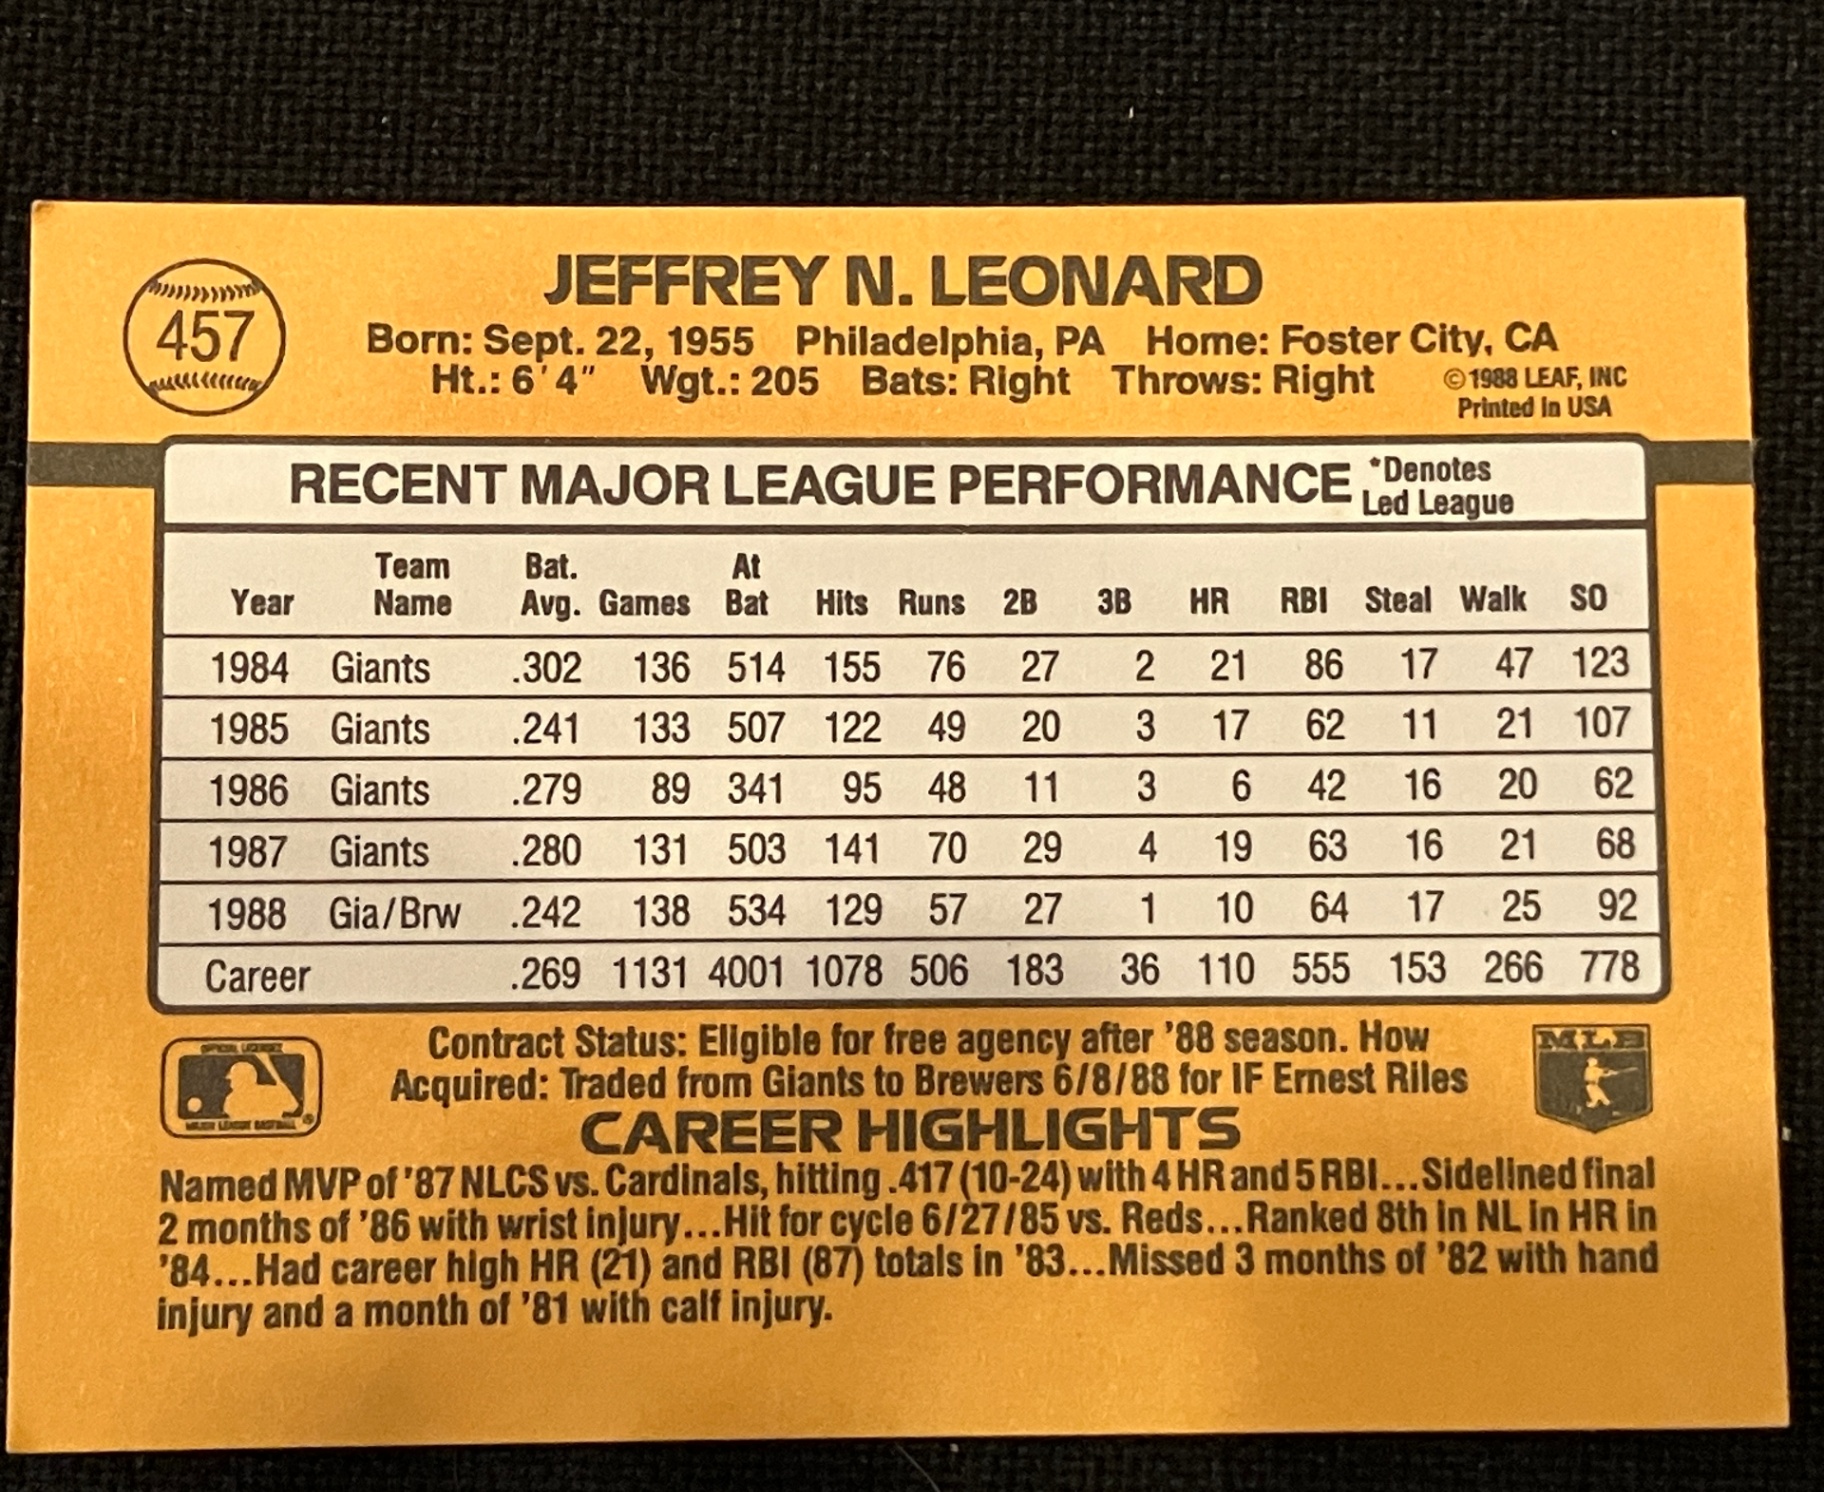 JEFFREY N. LEONARD
457
Born: Sept. 22, 1955 Philadelphia, PA Home: Foster City, CA
Ht.: 6'4" Wgt.: 205 Bats: Right Throws: Right
©1988 LEAF, INC
Printed in USA
RECENT MAJOR LEAGUE PERFORMANCE *Denotes Led League
Year Team Name Bat. Avg. Games At Bat Hits Runs 2B 3B HR RBI Steal Walk SO
1984 Giants .302 136 514 155 76 27 2 21 86 17 47 123
1985 Giants .241 133 507 122 49 20 3 17 62 11 21 107
1986 Giants .279 89 341 95 48 11 3 6 42 16 20 62
1987 Giants .280 131 503 141 70 29 4 19 63 16 21 68
1988 Gia/Brw .242 138 534 129 57 27 1 10 64 17 25 92
Career .269 1131 4001 1078 506 183 36 110 555 153 266 778
Contract Status: Eligible for free agency after '88 season. How
Acquired: Traded from Giants to Brewers 6/8/88 for IF Ernest Riles
MLB
CAREER HIGHLIGHTS
Named MVP of '87 NLCS vs. Cardinals, hitting .417 (10-24) with 4 HR and 5 RBI...Sidelined final
2 months of '86 with wrist injury...Hit for cycle 6/27/85 vs. Reds...Ranked 8th in NL in HR in
'84...Had career high HR (21) and RBI (87) totals in '83...Missed 3 months of '82 with hand
injury and a month of '81 with calf injury.